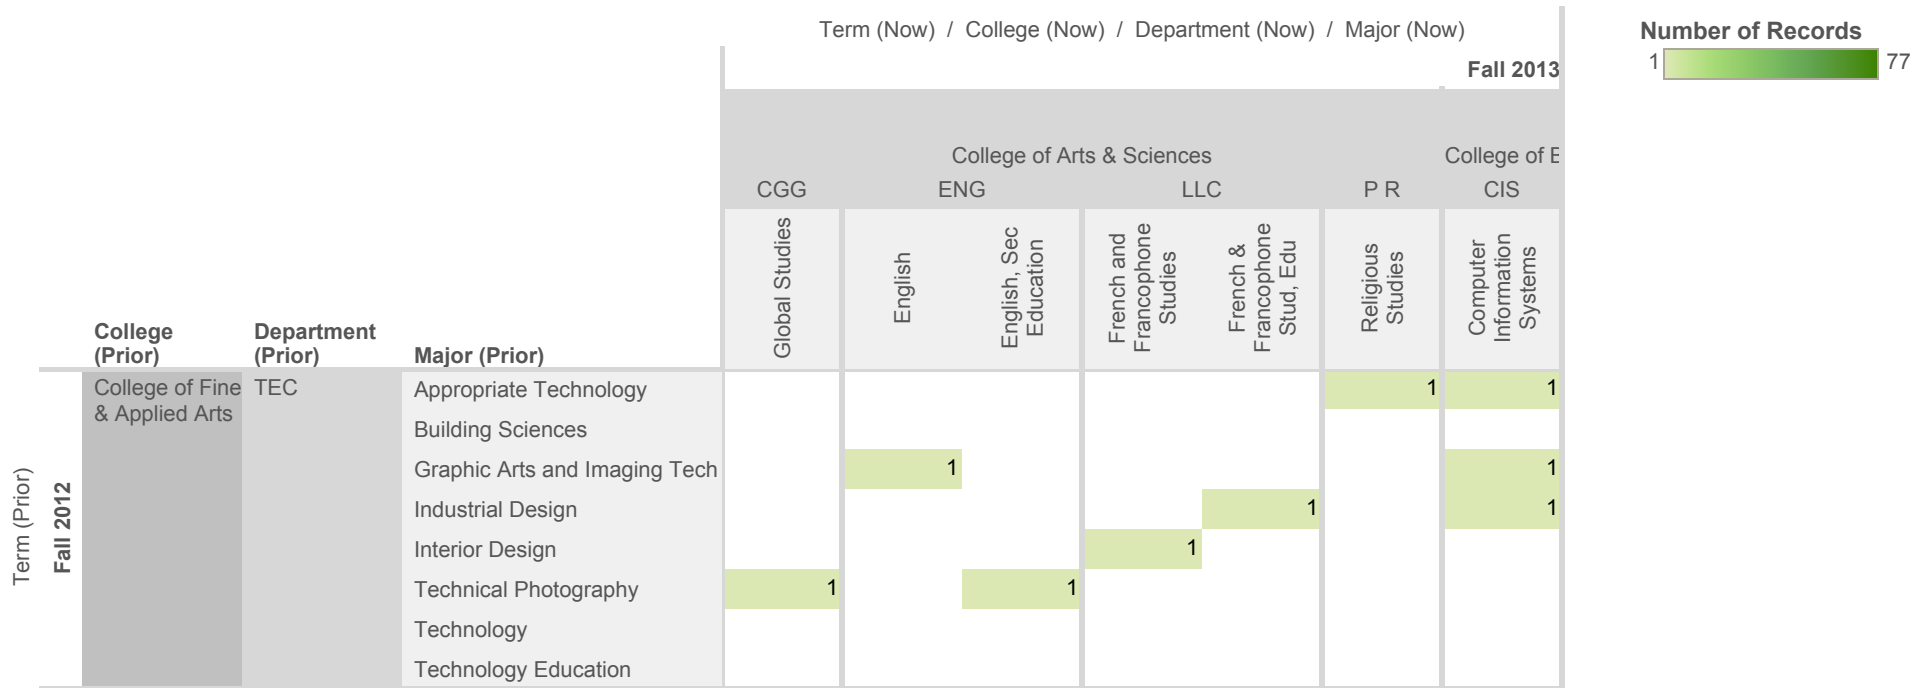 Term (Now) / College (Now) / Department (Now) / Major (Now)
Number of Records
1 77
Fall 2013
College of Arts & Sciences College of E
CGG ENG LLC P R CIS
Global Studies
English
English, Sec
Education
French and
Francophone
Studies
French &
Francophone
Stud, Edu
Religious
Studies
Computer
Information
Systems
College
(Prior)
Department
(Prior)
Major (Prior)
Term (Prior)
Fall 2012
College of Fine
& Applied Arts
TEC
Appropriate Technology 1 1
Building Sciences
Graphic Arts and Imaging Tech 1 1
Industrial Design 1 1
Interior Design 1
Technical Photography 1 1
Technology
Technology Education